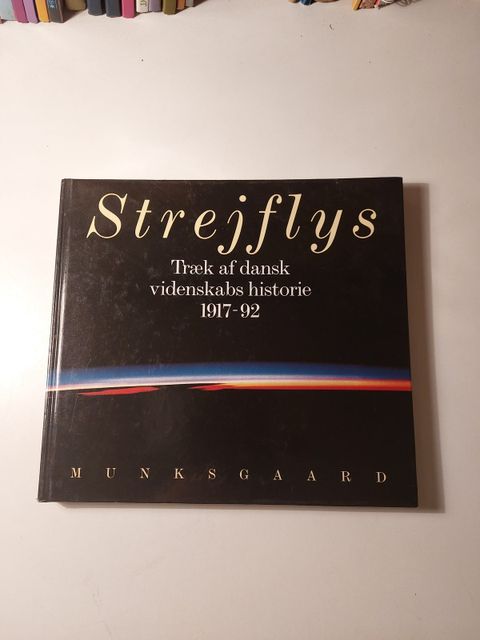 Strejflys
Træk af dansk
videnskabs historie
1917-92
MUNKSGAARD